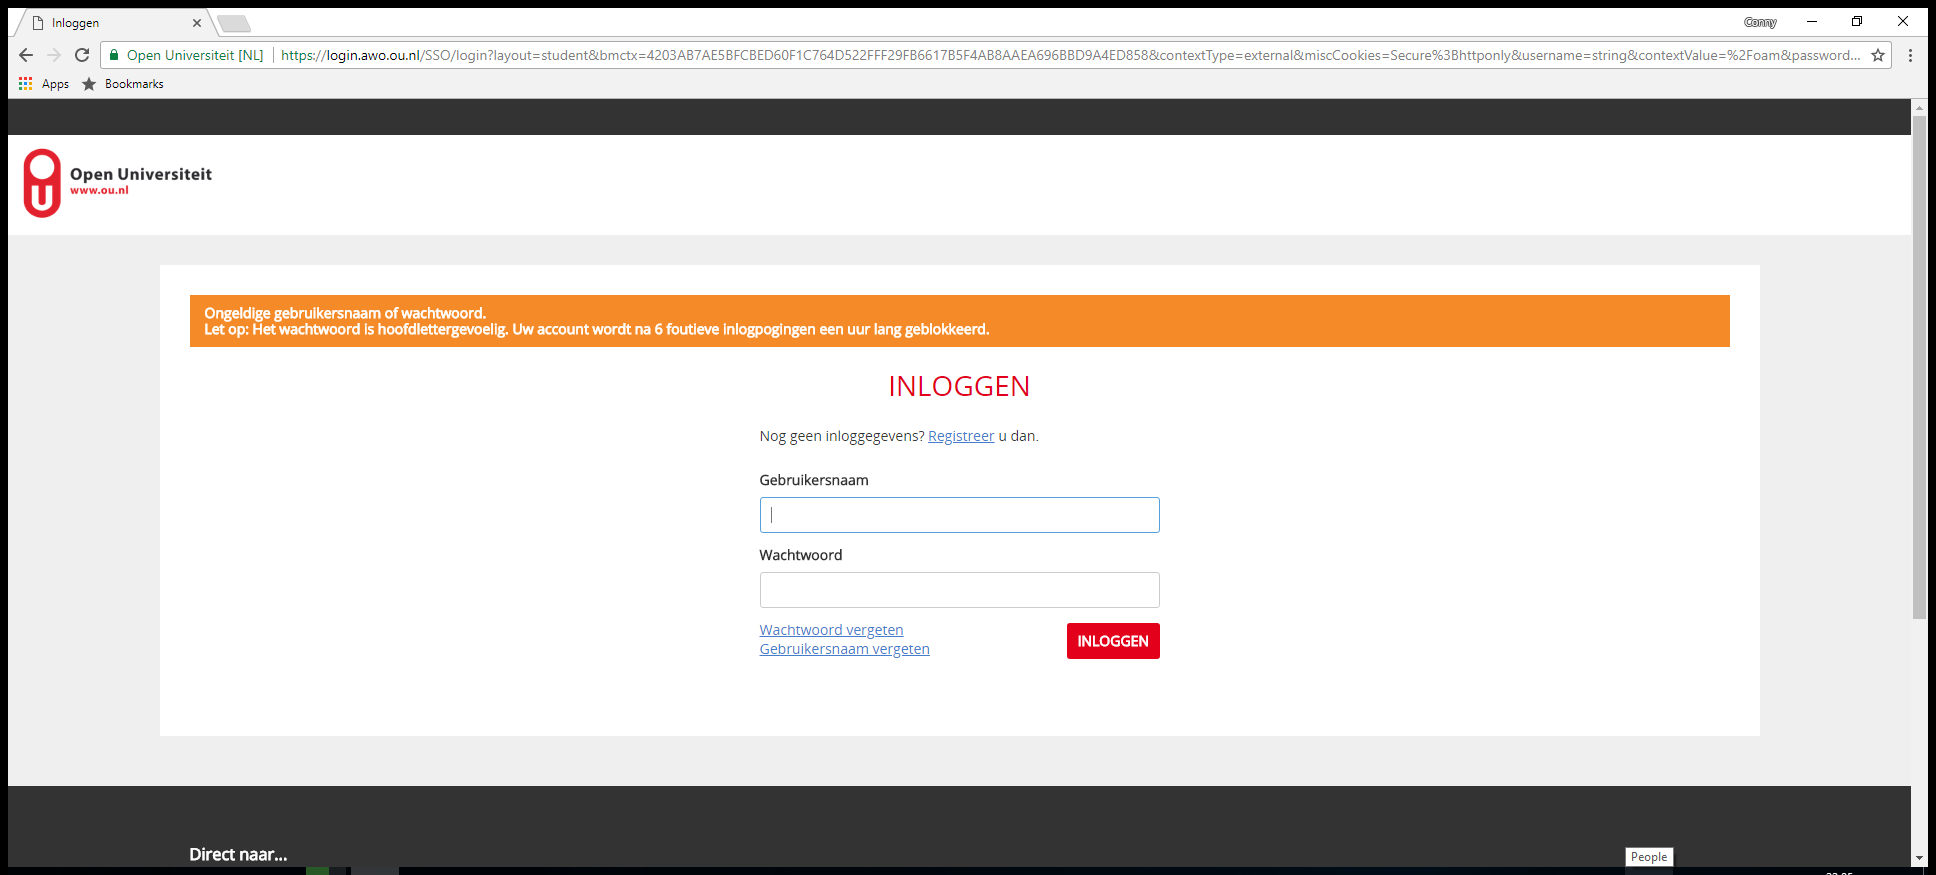 Inloggen
Conny
Open Universiteit [NL] https://login.awo.ou.nl/SSO/login?layout=student&bmctx=4203AB7AE5BFCBED60F1C764D522FFF29FB6617B5F4AB8AAEA696BBD9A4ED858&contextType=external&miscCookies=Secure%3Bhttponly&username=string&contextValue=%2Foam&password...
Apps Bookmarks
Open Universiteit
www.ou.nl
Ongeldige gebruikersnaam of wachtwoord.
Let op: Het wachtwoord is hoofdlettergevoelig. Uw account wordt na 6 foutieve inlogpogingen een uur lang geblokkeerd.
INLOGGEN
Nog geen inloggegevens? Registreer u dan.
Gebruikersnaam
Wachtwoord
Wachtwoord vergeten
INLOGGEN
Gebruikersnaam vergeten
Direct naar...
People